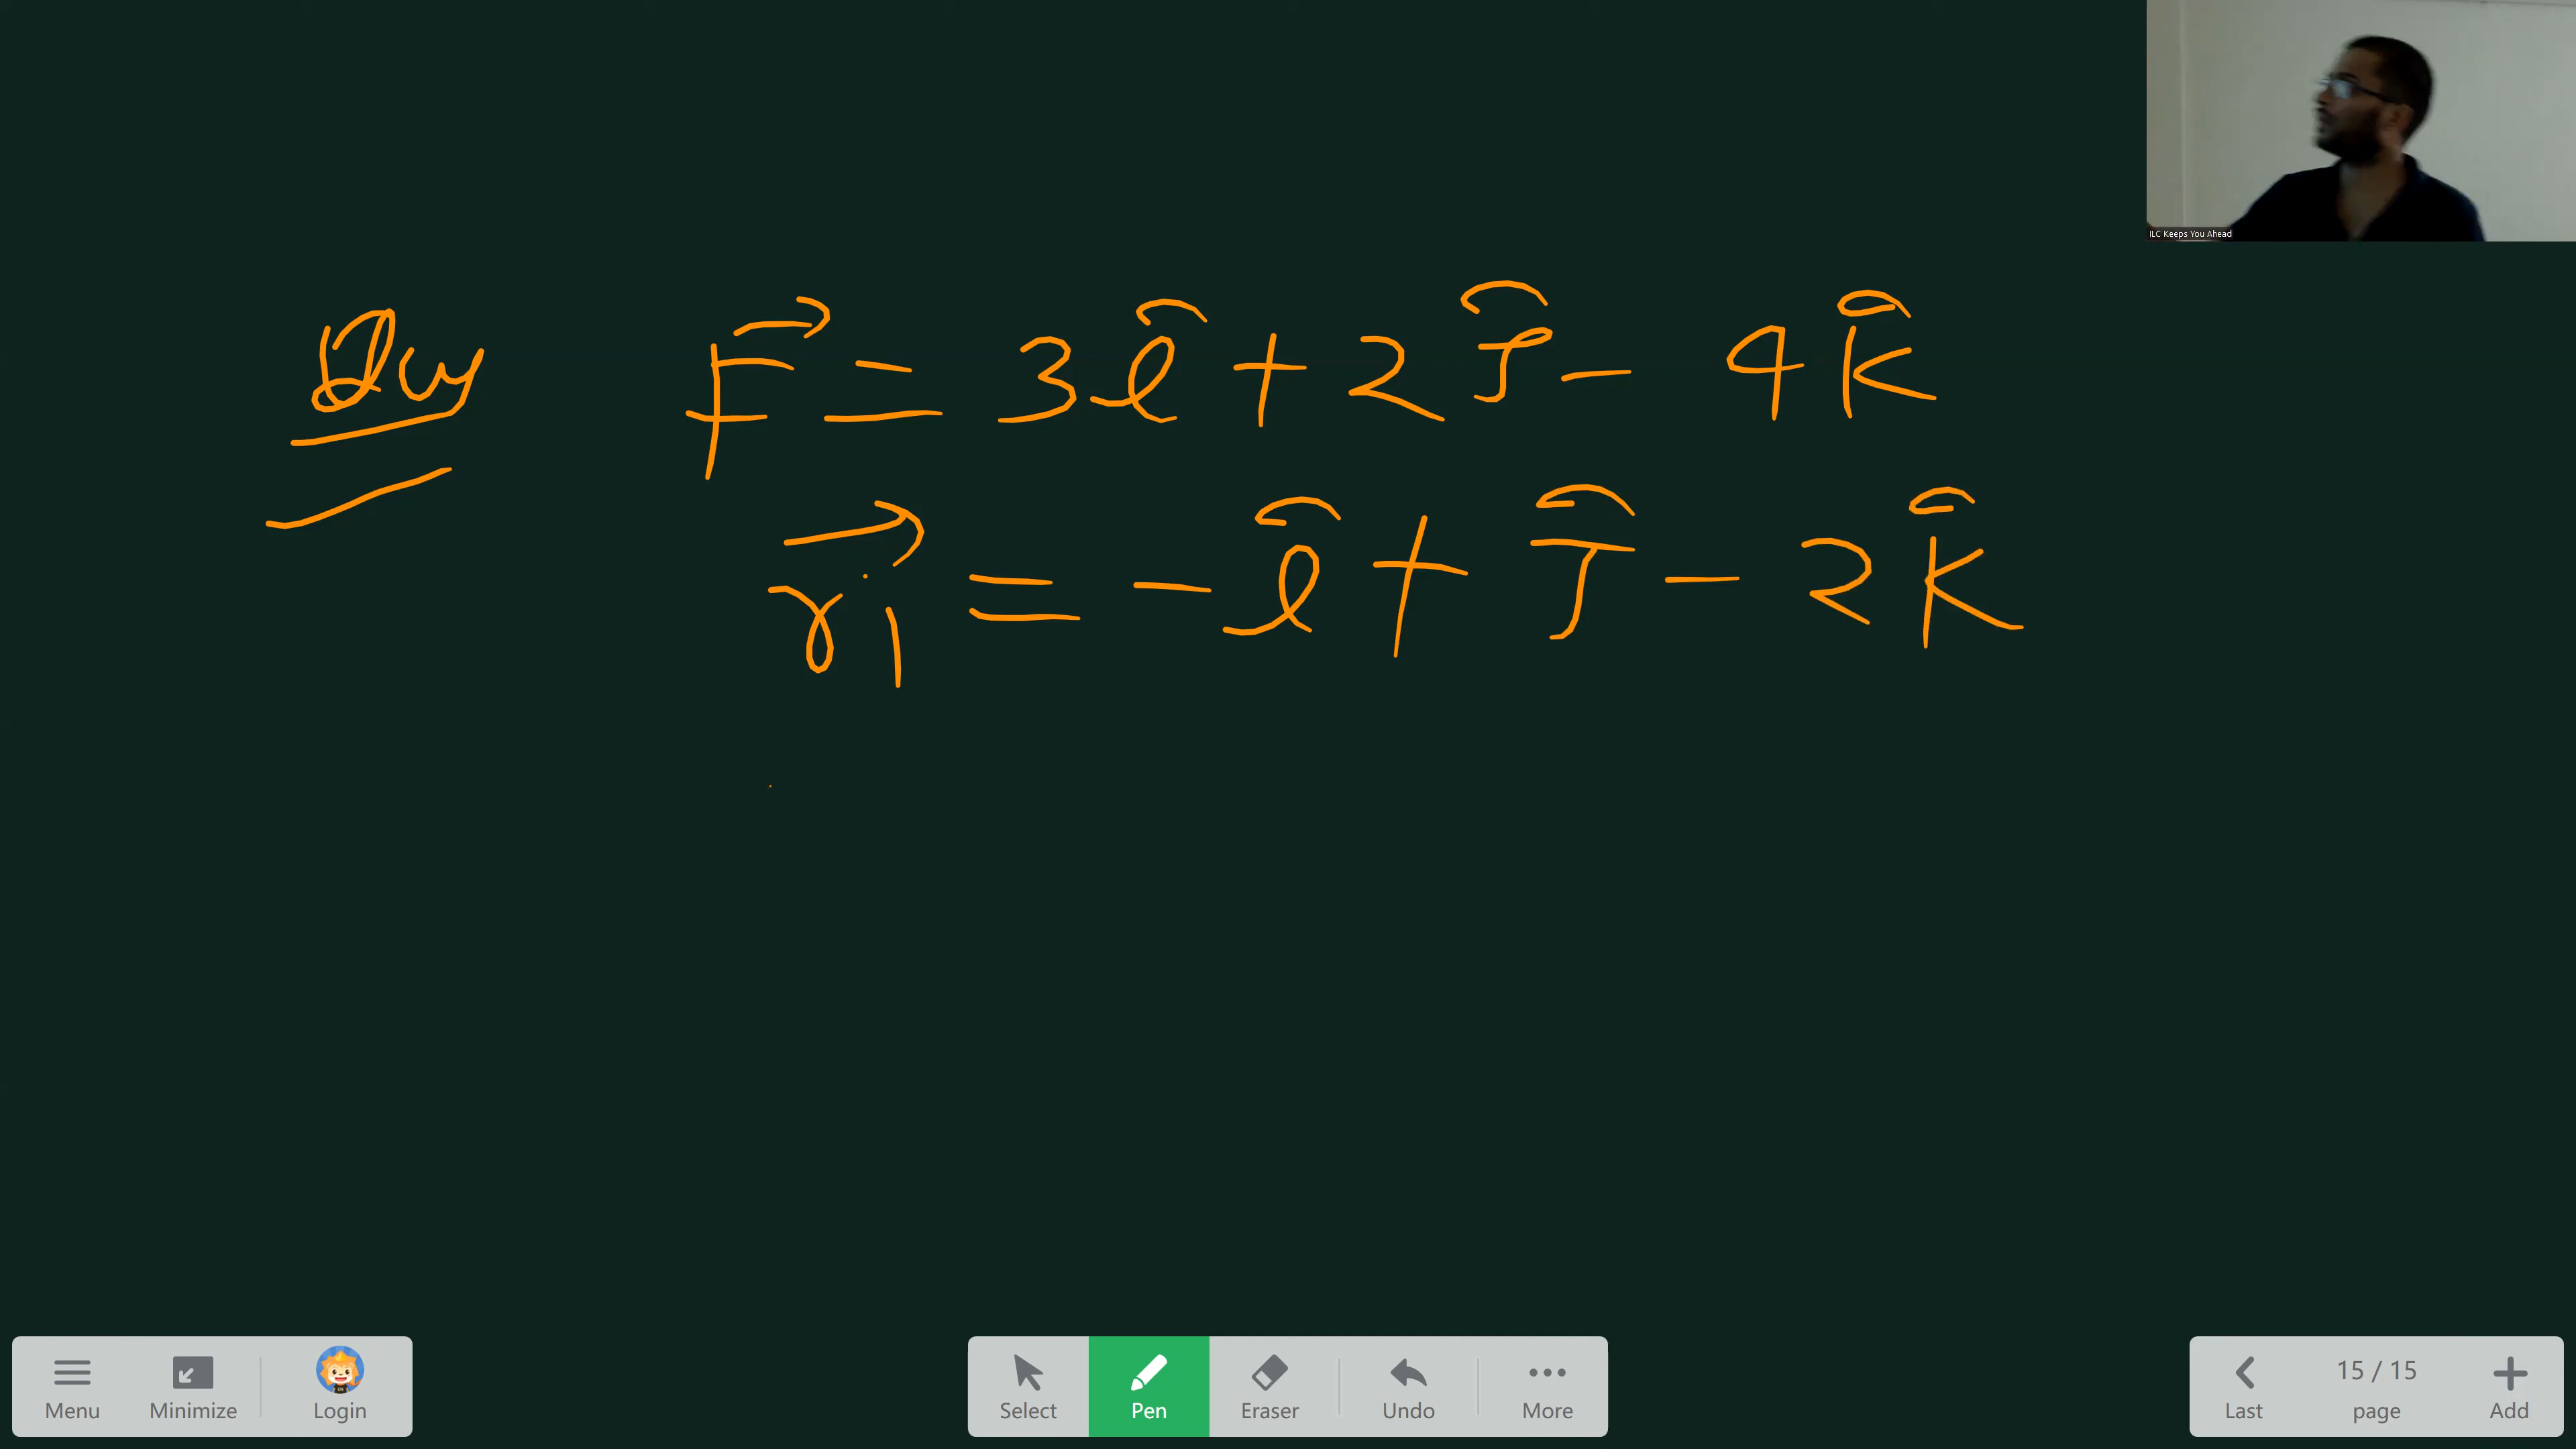 ILC Keeps You Ahead
Que
F⃗ = 3î + 2ĵ - 4k̂
r⃗₁ = - î + ĵ - 2k̂
Menu Minimize Login
Select Pen Eraser Undo More
15 / 15
Last page Add